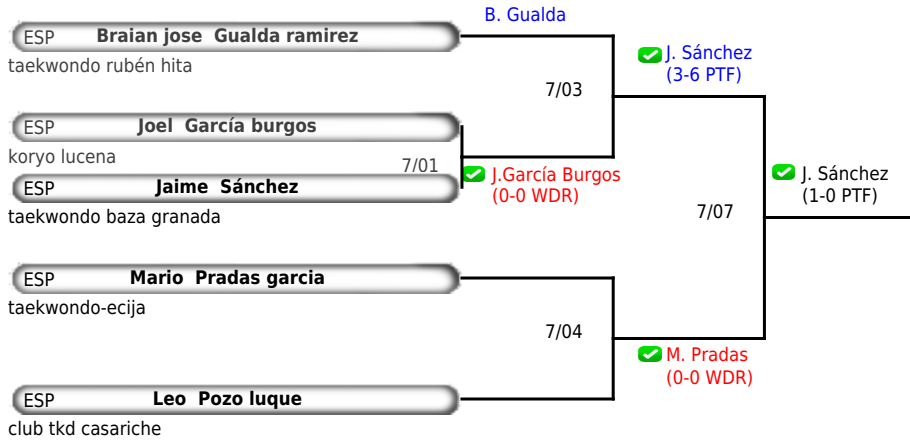 B. Gualda
ESP Braian jose Gualda ramirez
taekwondo rubén hita
J. Sánchez
(3-6 PTF)
7/03
ESP Joel García burgos
koryo lucena
7/01
J.García Burgos
(0-0 WDR)
ESP Jaime Sánchez
taekwondo baza granada
J. Sánchez
(1-0 PTF)
7/07
ESP Mario Pradas garcia
taekwondo-ecija
7/04
M. Pradas
(0-0 WDR)
ESP Leo Pozo luque
club tkd casariche